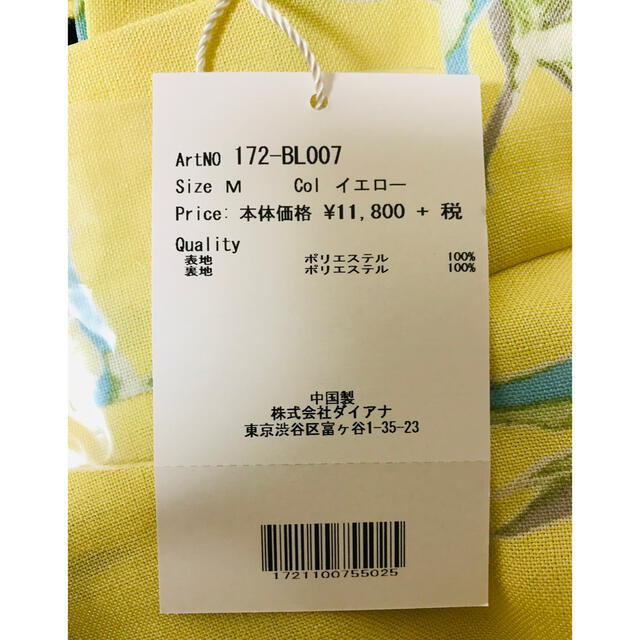 ArtNO 172-BL007
Size M Col イエロー
Price: 本体価格 ¥11,800 + 税
Quality
表地 ポリエステル 100%
裏地 ポリエステル 100%
中国製
株式会社ダイアナ
東京渋谷区富ヶ谷1-35-23
1721100755025